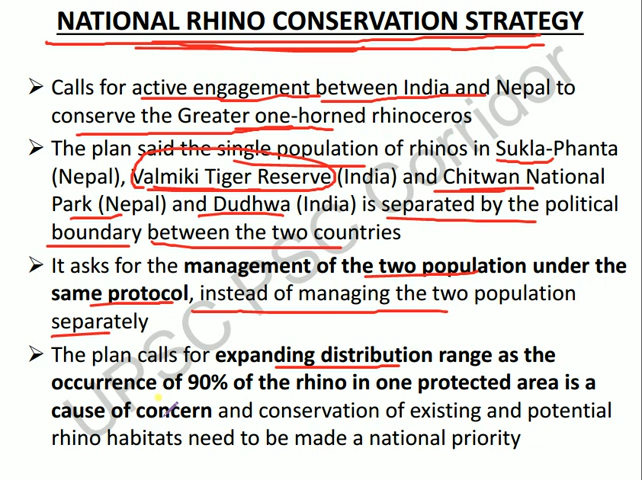 NATIONAL RHINO CONSERVATION STRATEGY
➤ Calls for active engagement between India and Nepal to
conserve the Greater one-horned rhinoceros
➤ The plan said the single population of rhinos in Sukla-Phanta
(Nepal), Valmiki Tiger Reserve (India) and Chitwan National
Park (Nepal) and Dudhwa (India) is separated by the political
boundary between the two countries
➤ It asks for the management of the two population under the
same protocol, instead of managing the two population
separately
➤ The plan calls for expanding distribution range as the
occurrence of 90% of the rhino in one protected area is a
cause of concern and conservation of existing and potential
rhino habitats need to be made a national priority
UPSC PSC Corridor